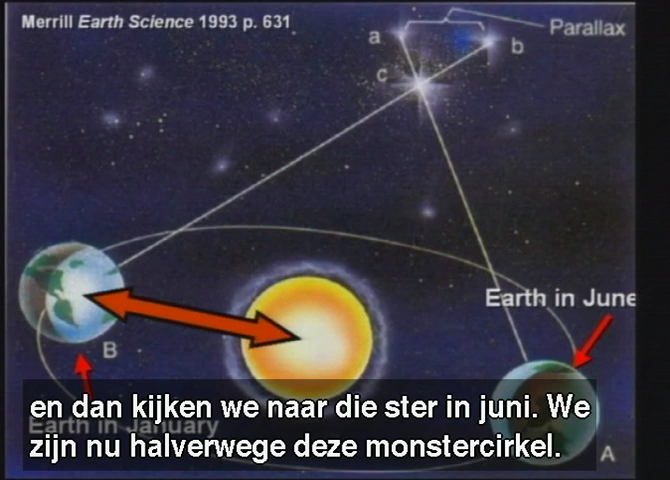 Merrill Earth Science 1993 p. 631
Parallax
a
b
c
Earth in June
B
Earth in January
A
en dan kijken we naar die ster in juni. We
zijn nu halverwege deze monstercirkel.